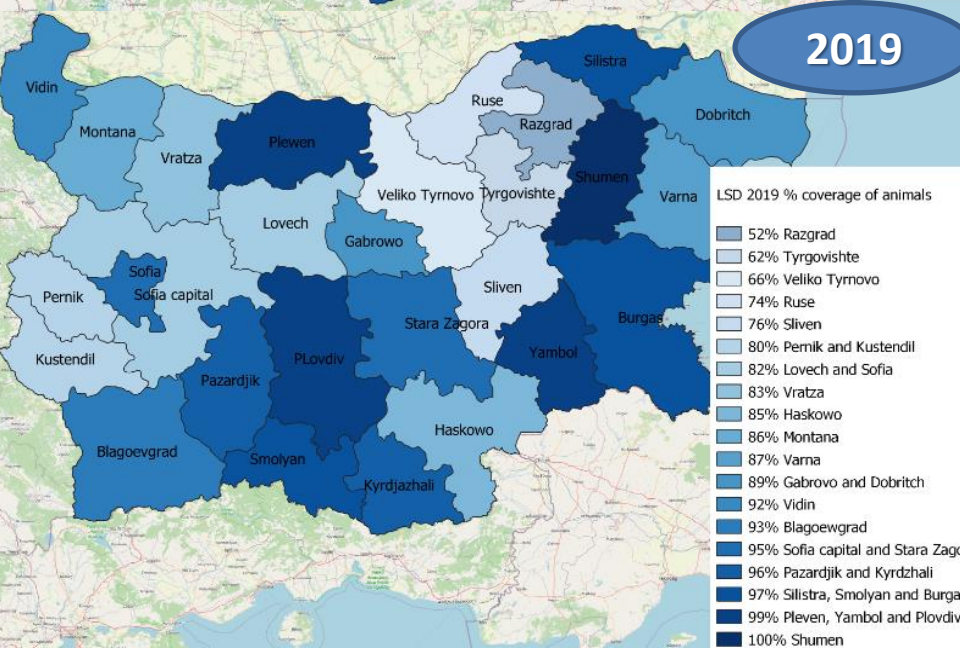 2019
Vidin
Montana
Vratza
Plewen
Ruse
Silistra
Razgrad
Dobritch
Veliko Tyrnovo
Tyrgovishte
Shumen
Varna
Lovech
Gabrowo
Sofia
Sofia capital
Pernik
Kustendil
Sliven
Stara Zagora
Burgas
Yambol
PLovdiv
Pazardjik
Blagoevgrad
Smolyan
Haskowo
Kyrdjazhali
LSD 2019 % coverage of animals
52% Razgrad
62% Tyrgovishte
66% Veliko Tyrnovo
74% Ruse
76% Sliven
80% Pernik and Kustendil
82% Lovech and Sofia
83% Vratza
85% Haskowo
86% Montana
87% Varna
89% Gabrovo and Dobritch
92% Vidin
93% Blagoewgrad
95% Sofia capital and Stara Zago
96% Pazardjik and Kyrdzhali
97% Silistra, Smolyan and Burga
99% Pleven, Yambol and Plovdiv
100% Shumen